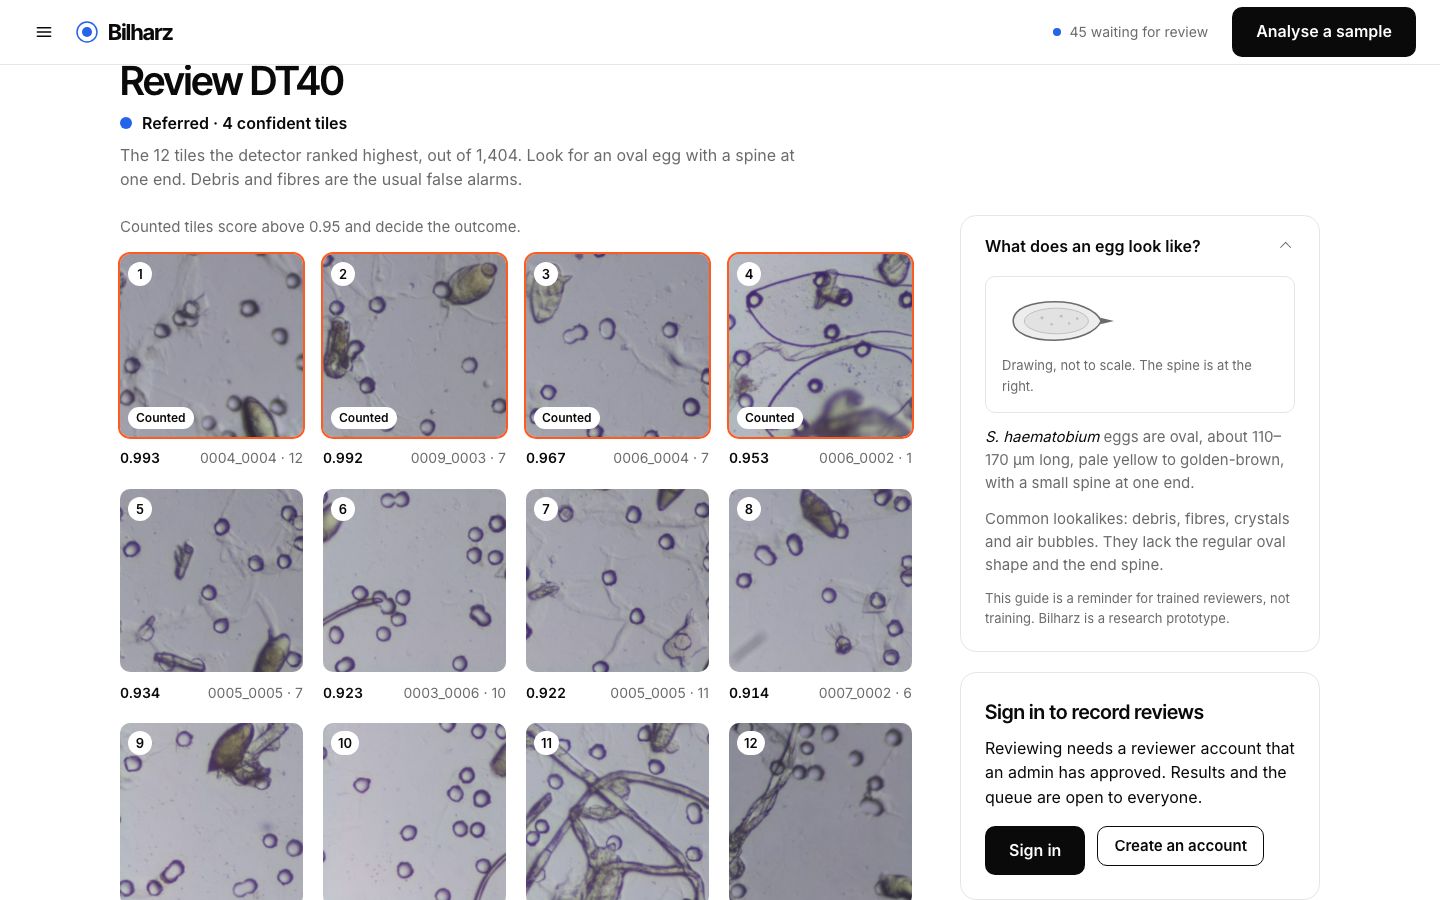 Bilharz
45 waiting for review
Analyse a sample
Review DT40
Referred · 4 confident tiles
The 12 tiles the detector ranked highest, out of 1,404. Look for an oval egg with a spine at
one end. Debris and fibres are the usual false alarms.
Counted tiles score above 0.95 and decide the outcome.
1
2
3
4
Counted
Counted
Counted
Counted
0.993 0004_0004 · 12
0.992 0009_0003 · 7
0.967 0006_0004 · 7
0.953 0006_0002 · 1
5
6
7
8
0.934 0005_0005 · 7
0.923 0003_0006 · 10
0.922 0005_0005 · 11
0.914 0007_0002 · 6
9
10
11
12
What does an egg look like?
Drawing, not to scale. The spine is at the
right.
S. haematobium eggs are oval, about 110–
170 µm long, pale yellow to golden-brown,
with a small spine at one end.
Common lookalikes: debris, fibres, crystals
and air bubbles. They lack the regular oval
shape and the end spine.
This guide is a reminder for trained reviewers, not
training. Bilharz is a research prototype.
Sign in to record reviews
Reviewing needs a reviewer account that
an admin has approved. Results and the
queue are open to everyone.
Sign in
Create an account